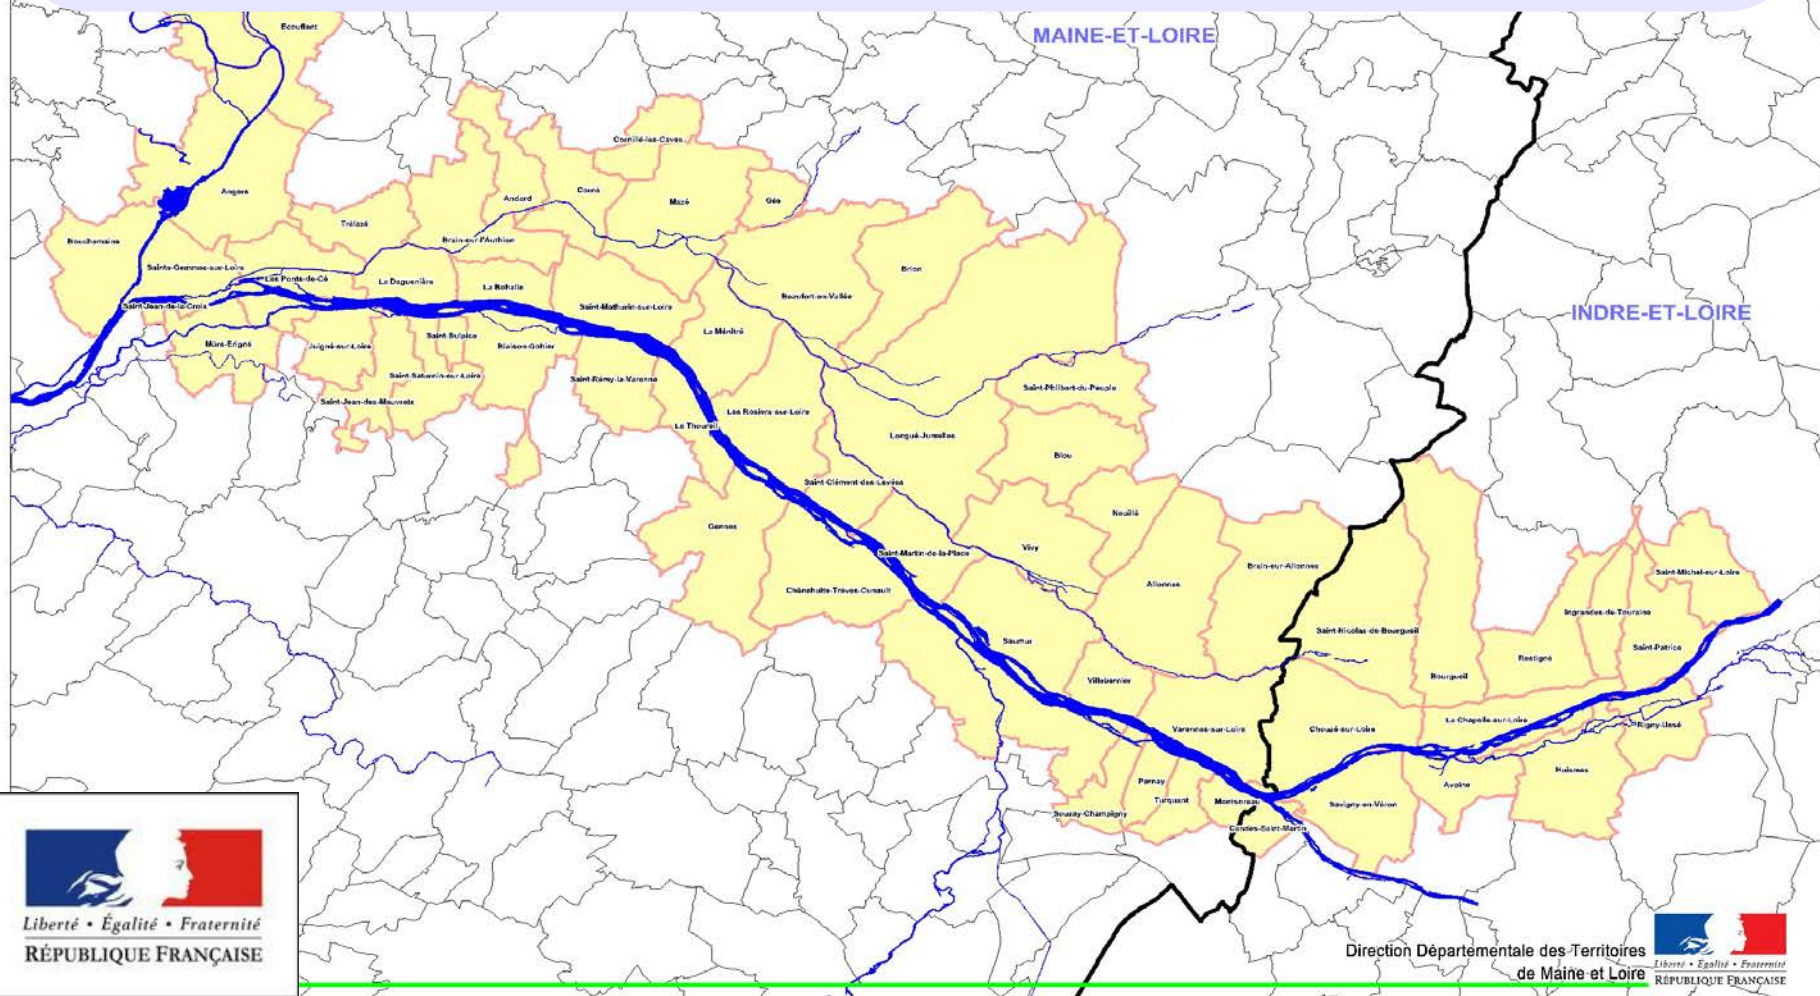 Ecouflant
MAINE-ET-LOIRE
Cornillé-les-Caves
Angers
Andard
Corné
Mazé
Gée
Trélazé
Bouchemaine
Brain-sur-l'Authion
Sainte-Gemmes-sur-Loire
Les Ponts-de-Cé
La Daguenière
La Bohalle
Brion
Beaufort-en-Vallée
Saint-Jean-de-la-Croix
Saint-Mathurin-sur-Loire
INDRE-ET-LOIRE
La Ménitré
Mûrs-Erigné
Juigné-sur-Loire
Saint-Sulpice
Blaison-Gohier
Saint-Saturnin-sur-Loire
Saint-Rémy-la-Varenne
Saint-Philbert-du-Peuple
Saint-Jean-des-Mauvrets
Les Rosiers-sur-Loire
Le Thoureil
Longué-Jumelles
Blou
Saint-Clément-des-Levées
Gennes
Neuillé
Saint-Martin-de-la-Place
Vivy
Brain-sur-Allonnes
Saint-Michel-sur-Loire
Chênehutte-Trèves-Cunault
Allonnes
Ingrandes-de-Touraine
Saint-Nicolas-de-Bourgueil
Saumur
Saint-Patrice
Restigné
Bourgueil
Villebernier
La Chapelle-sur-Loire
Rigny-Ussé
Varennes-sur-Loire
Chouzé-sur-Loire
Huismes
Parnay
Avoine
Turquant
Montsoreau
Savigny-en-Véron
Souzay-Champigny
Candes-Saint-Martin
Liberté • Égalité • Fraternité
RÉPUBLIQUE FRANÇAISE
Direction Départementale des Territoires
de Maine et Loire
Liberté • Égalité • Fraternité
RÉPUBLIQUE FRANÇAISE